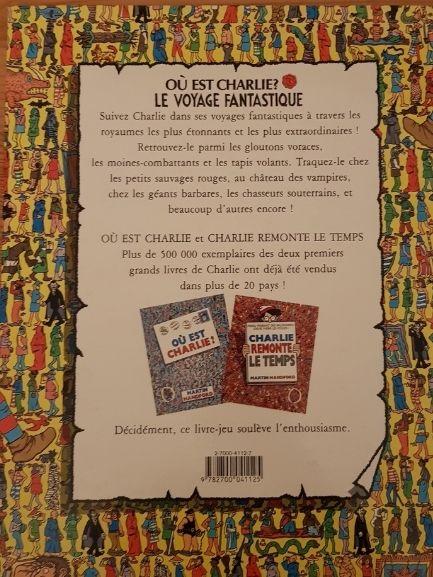 OÙ EST CHARLIE?
LE VOYAGE FANTASTIQUE
Suivez Charlie dans ses voyages fantastiques à travers les
royaumes les plus étonnants et les plus extraordinaires !
Retrouvez-le parmi les gloutons voraces,
les moines-combattants et les tapis volants. Traquez-le chez
les petits sauvages rouges, au château des vampires,
chez les géants barbares, les chasseurs souterrains, et
beaucoup d'autres encore !
OÙ EST CHARLIE et CHARLIE REMONTE LE TEMPS
Plus de 500 000 exemplaires des deux premiers
grands livres de Charlie ont déjà été vendus
dans plus de 20 pays !
OÙ EST
CHARLIE?
MARTIN
HANDFORD
CHARLIE
REMONTE
LE TEMPS
MARTIN HANDFORD
Décidément, ce livre-jeu soulève l'enthousiasme.
2-7000-4112-7
9 782700 041125